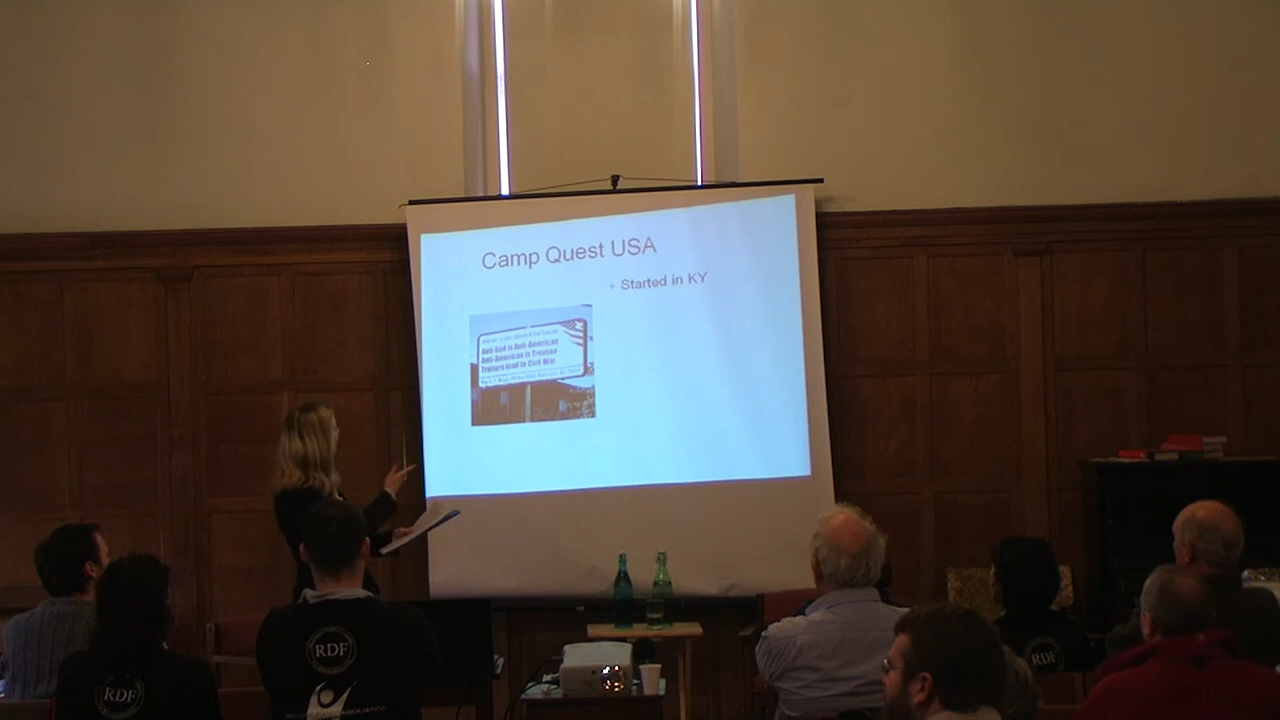 Camp Quest USA
Started in KY
Anti-God is Anti-American
Anti-American is Treason
Traitors lead to Civil War
RDF
RDF
RDF